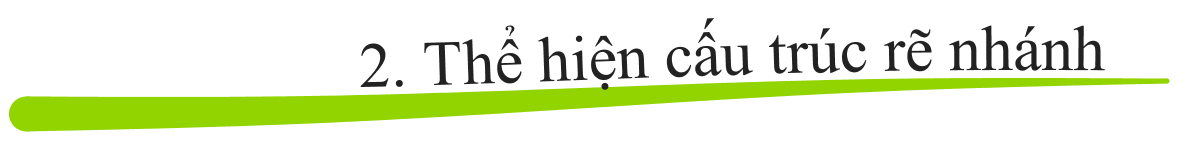 2. Thể hiện cấu trúc rẽ nhánh